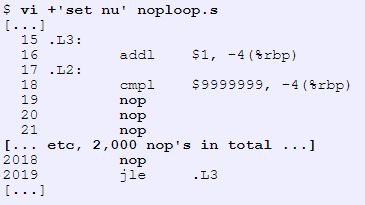 $ vi +'set nu' noploop.s
[...]
15 .L3:
16 addl $1, -4(%rbp)
17 .L2:
18 cmpl $9999999, -4(%rbp)
19 nop
20 nop
21 nop
[... etc, 2,000 nop's in total ...]
2018 nop
2019 jle .L3
[...]